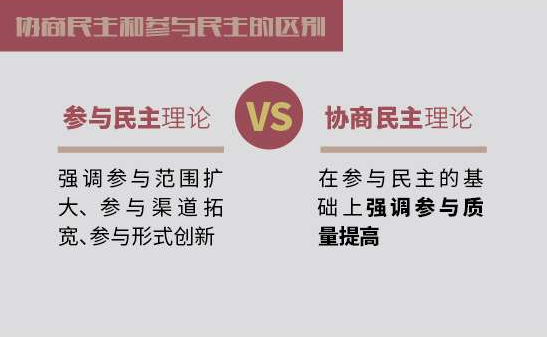 协商民主和参与民主的区别
参与民主理论
VS
协商民主理论
强调参与范围扩
大、参与渠道拓
宽、参与形式创新
在参与民主的基
础上强调参与质
量提高